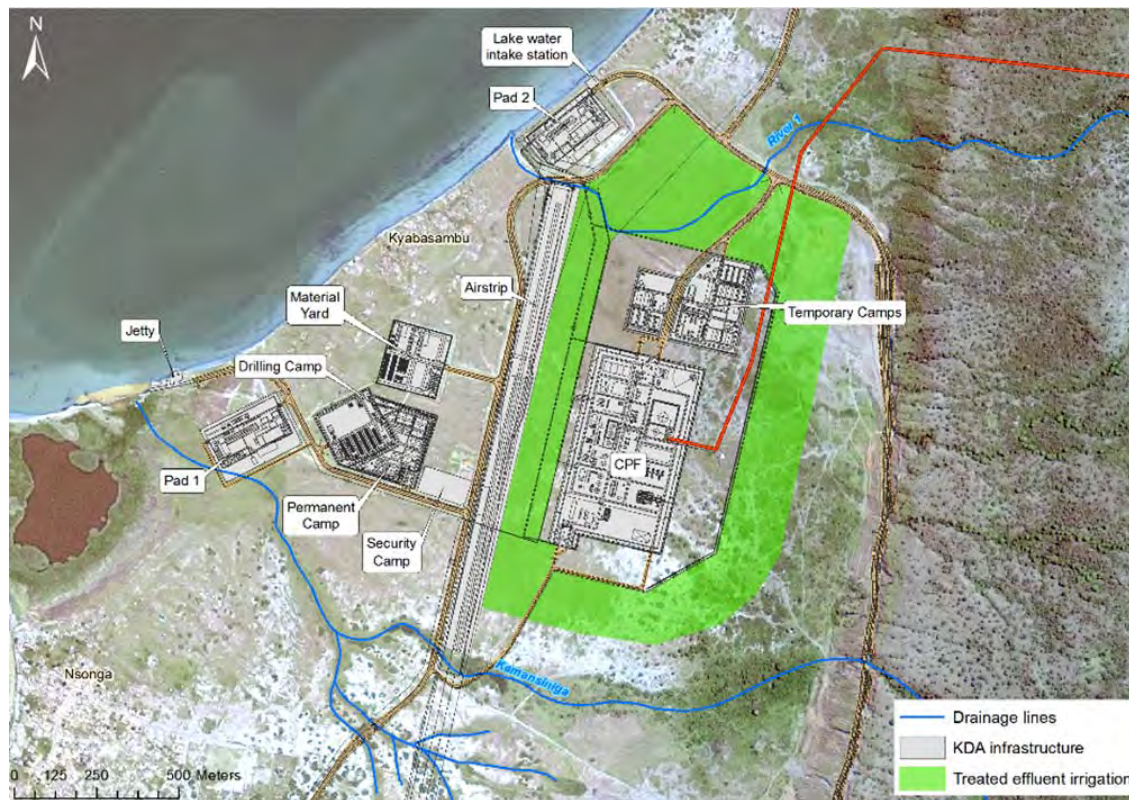 N
Lake water
intake station
Pad 2
River 1
Kyabasambu
Airstrip
Material
Yard
Temporary Camps
Jetty
Drilling Camp
CPF
Pad 1
Permanent
Camp
Security
Camp
Kamansiniga
Nsonga
0 125 250 500 Meters
Drainage lines
KDA infrastructure
Treated effluent irrigation